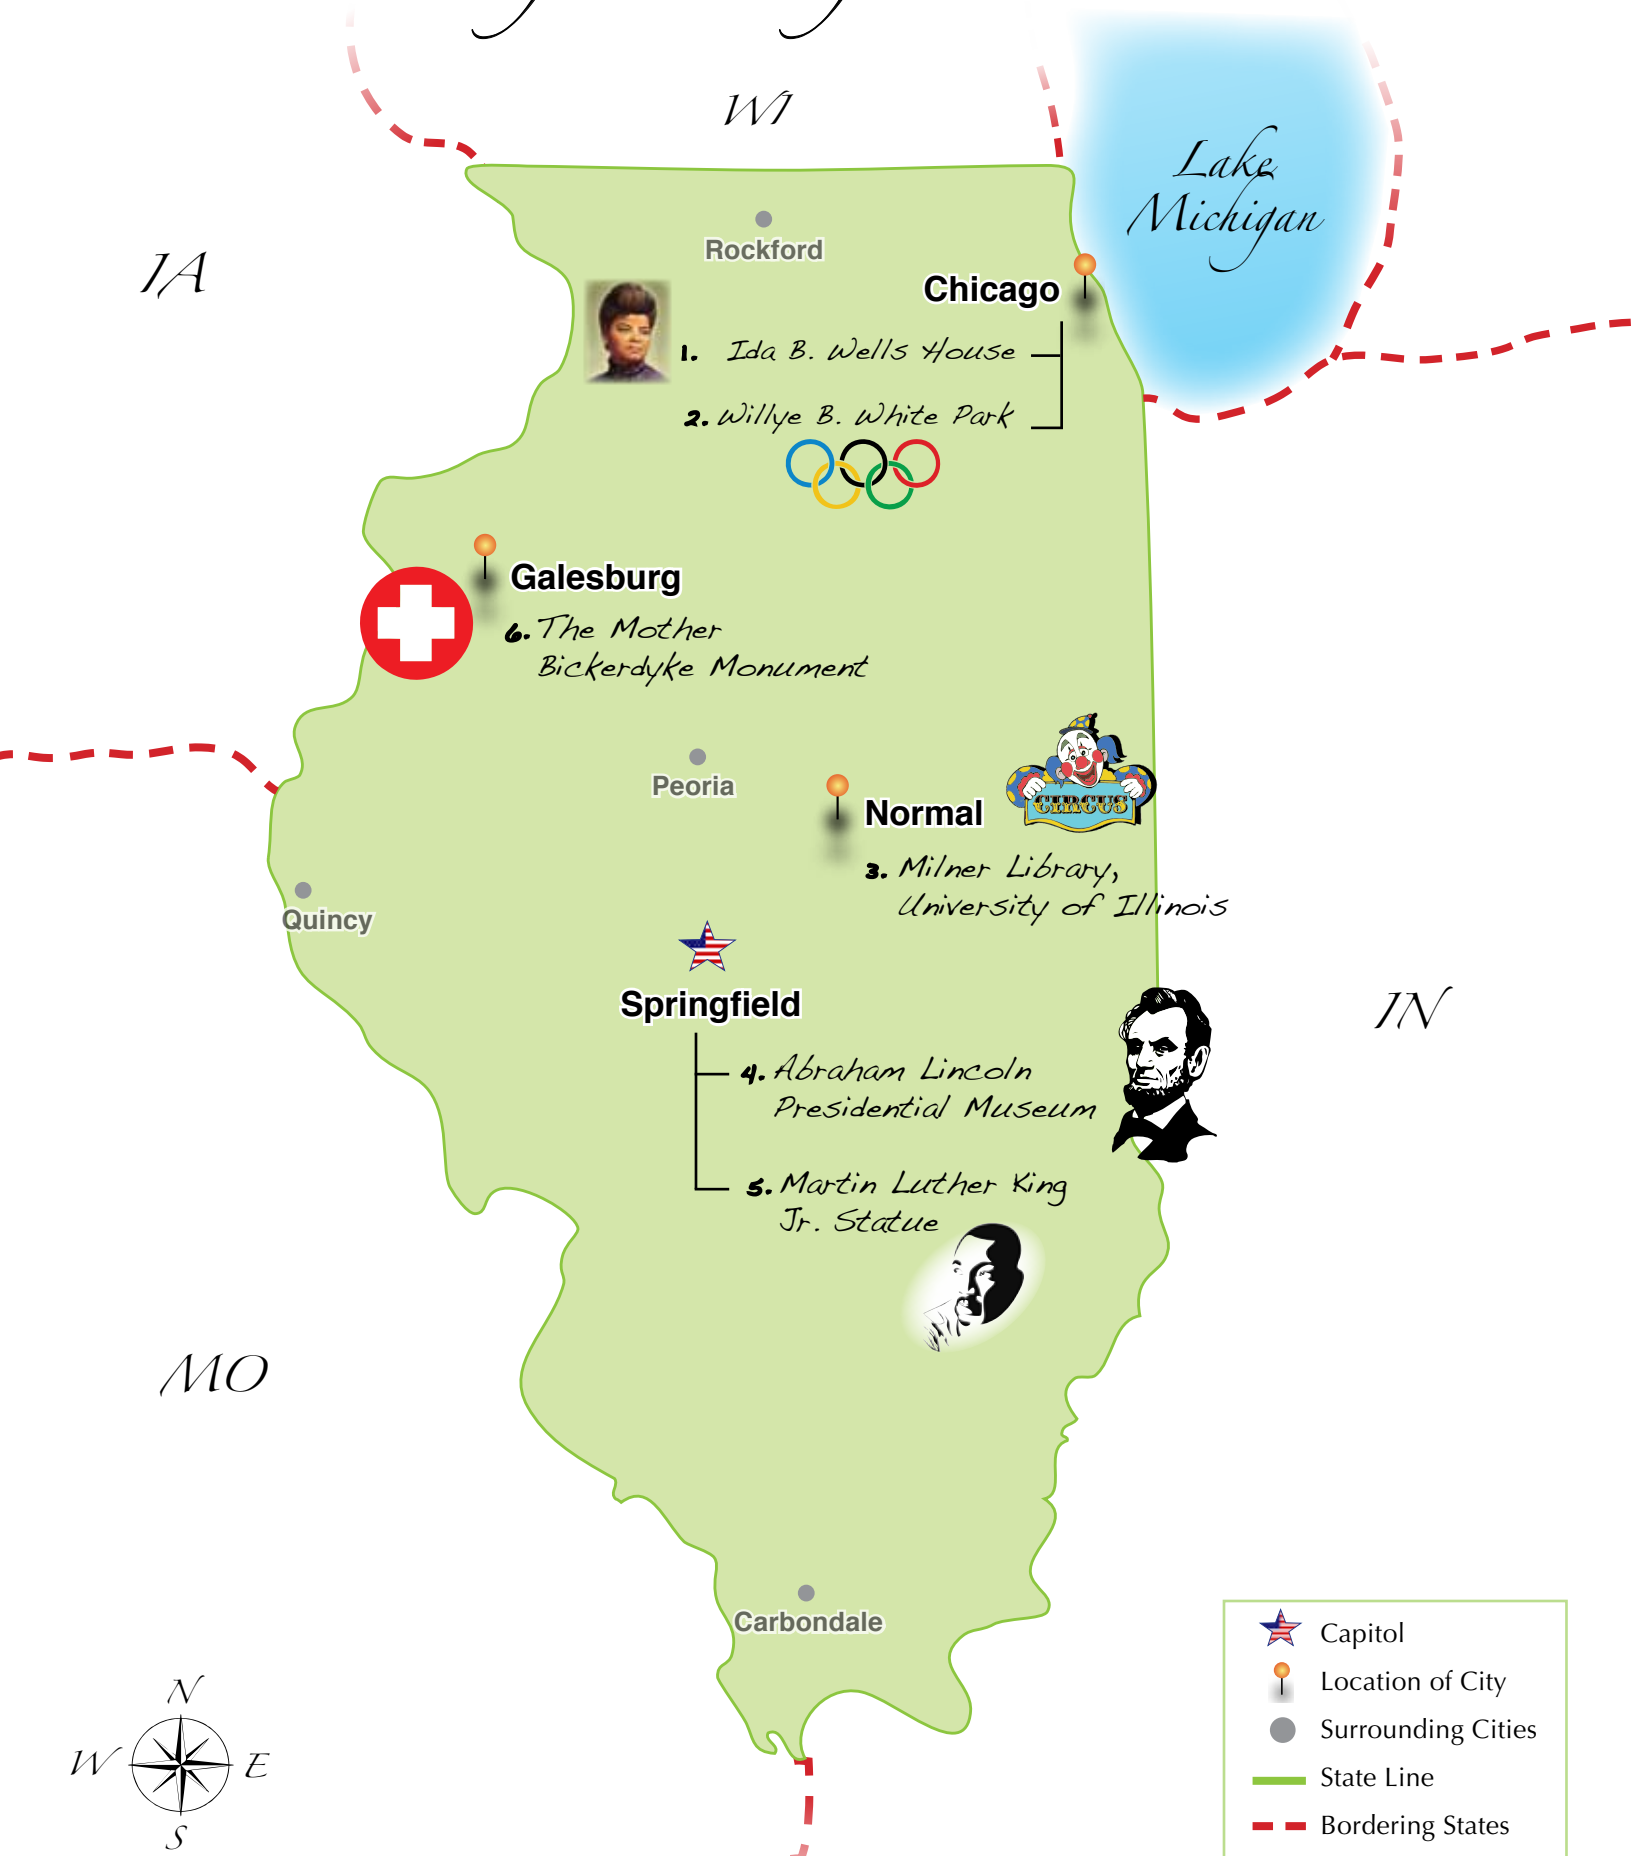 WI
Lake
Michigan
IA
Rockford
Chicago
1. Ida B. Wells House
2. Willye B. White Park
Galesburg
6. The Mother
Bickerdyke Monument
Peoria
Normal
CIRCUS
3. Milner Library,
University of Illinois
Quincy
Springfield
IN
4. Abraham Lincoln
Presidential Museum
5. Martin Luther King
Jr. Statue
MO
Carbondale
N
W E
S
Capitol
Location of City
Surrounding Cities
State Line
Bordering States